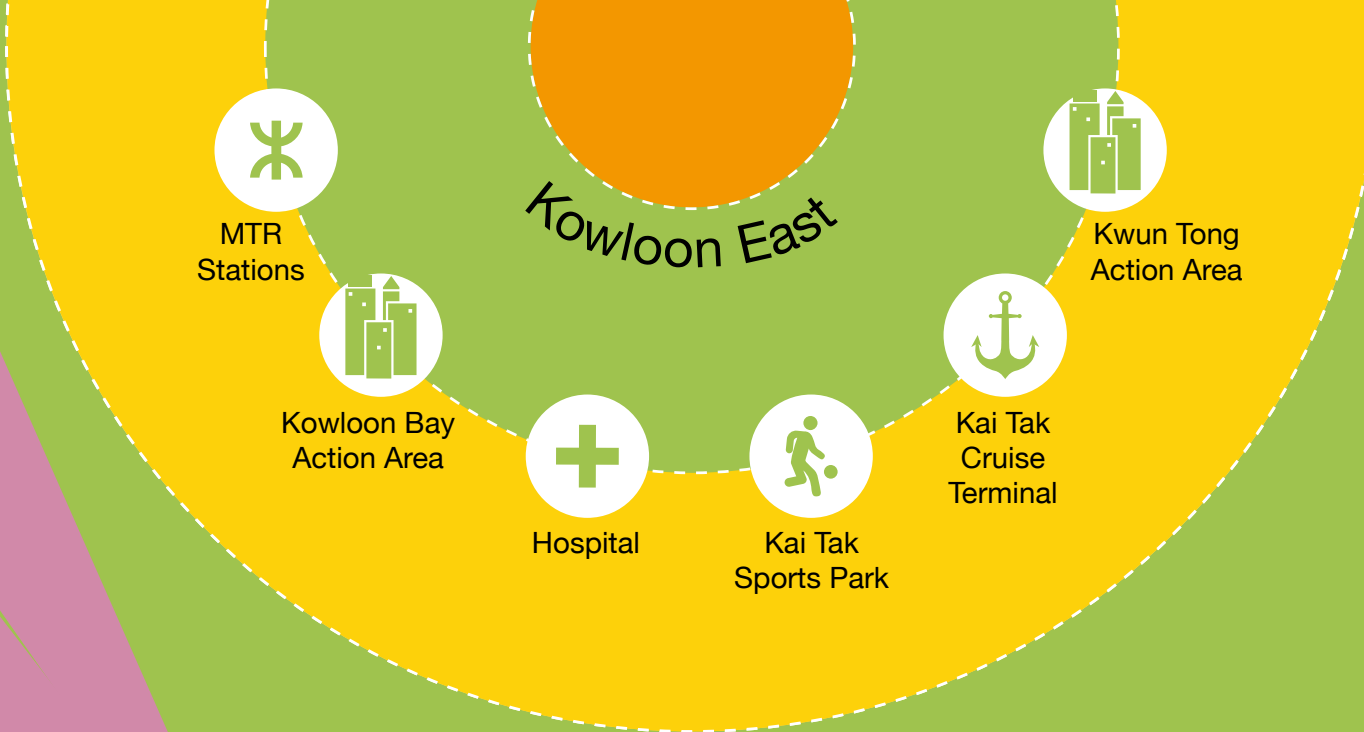 Kowloon East
MTR
Stations
Kowloon Bay
Action Area
Hospital
Kai Tak
Sports Park
Kai Tak
Cruise
Terminal
Kwun Tong
Action Area